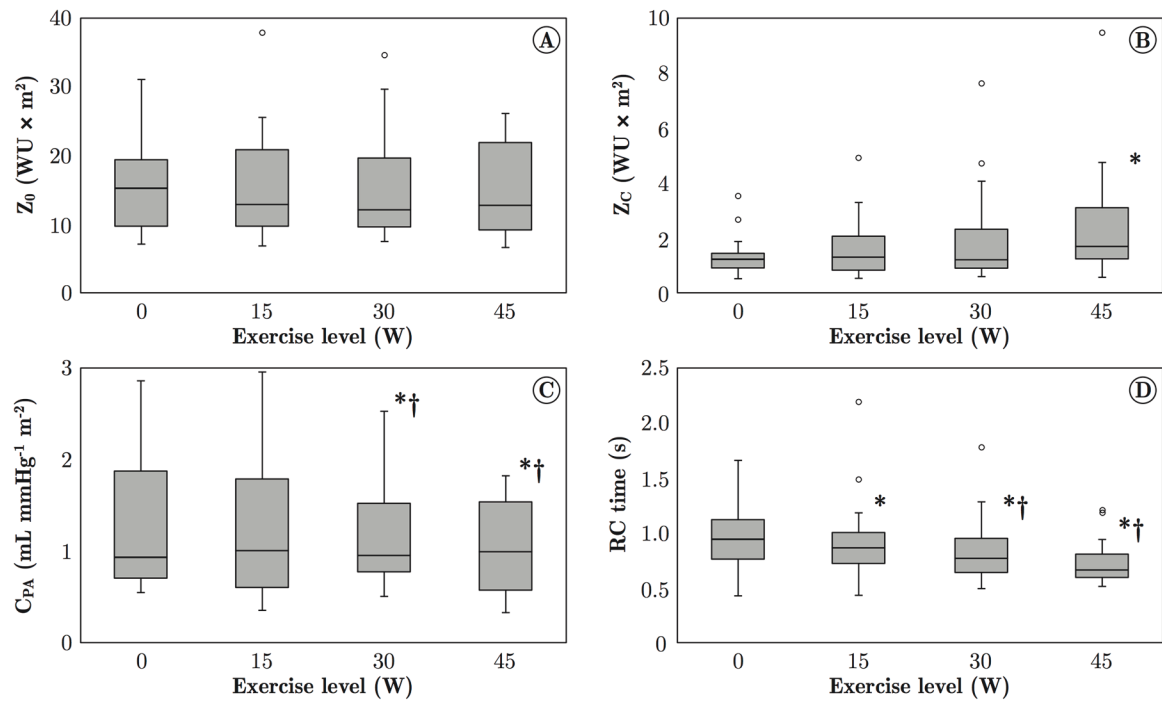 A
Z₀ (WU × m²)
40
30
20
10
0
0 15 30 45
Exercise level (W)
B
Z_C (WU × m²)
10
8
6
4
2
0
*
0 15 30 45
Exercise level (W)
C
C_PA (mL mmHg⁻¹ m⁻²)
3
2
1
0
*†
*†
0 15 30 45
Exercise level (W)
D
RC time (s)
2.5
2.0
1.5
1.0
0.5
0
*
*†
*†
0 15 30 45
Exercise level (W)